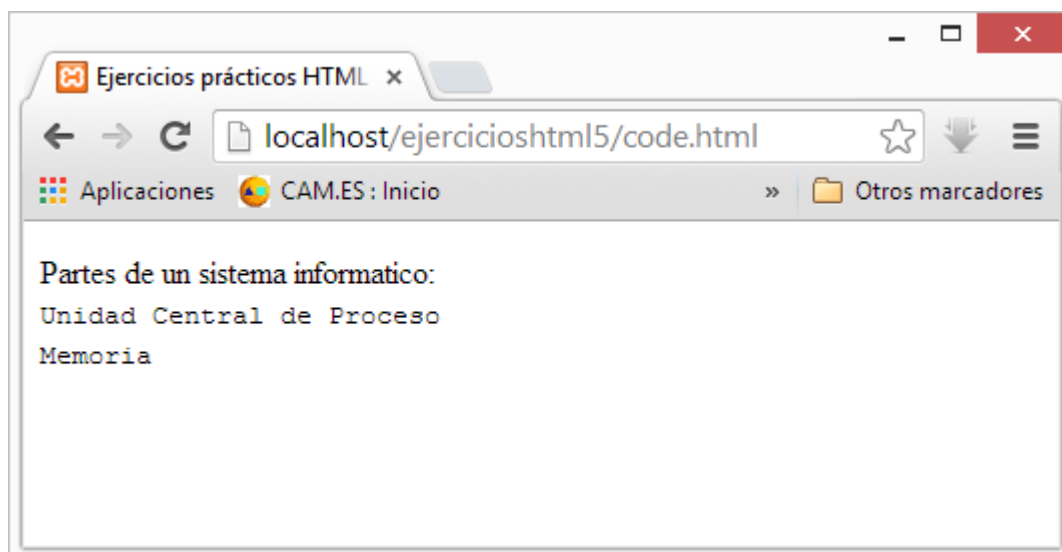 Ejercicios prácticos HTML
localhost/ejercicioshtml5/code.html
Aplicaciones CAM.ES : Inicio » Otros marcadores
Partes de un sistema informatico:
Unidad Central de Proceso
Memoria